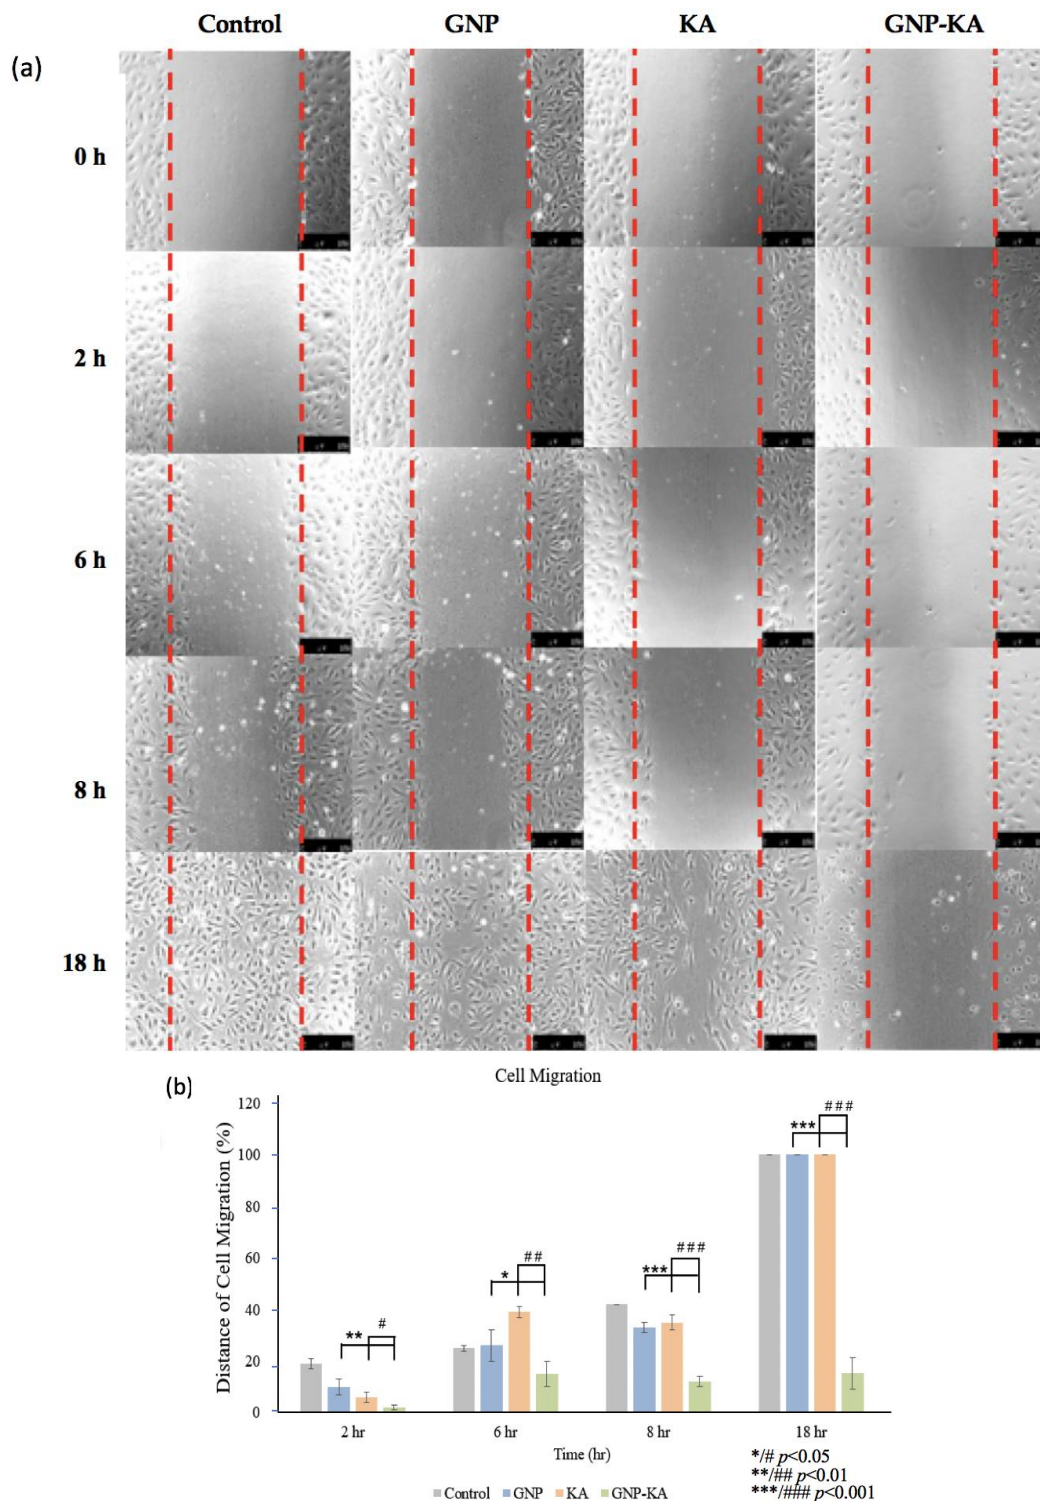 Control GNP KA GNP-KA
(a)
0 h
2 h
6 h
8 h
18 h
(b)
Cell Migration
Distance of Cell Migration (%)
120
100
80
60
40
20
0
** #
* ##
*** ###
*** ###
2 hr 6 hr 8 hr 18 hr
Time (hr)
*/# p<0.05
**/## p<0.01
***/### p<0.001
Control GNP KA GNP-KA